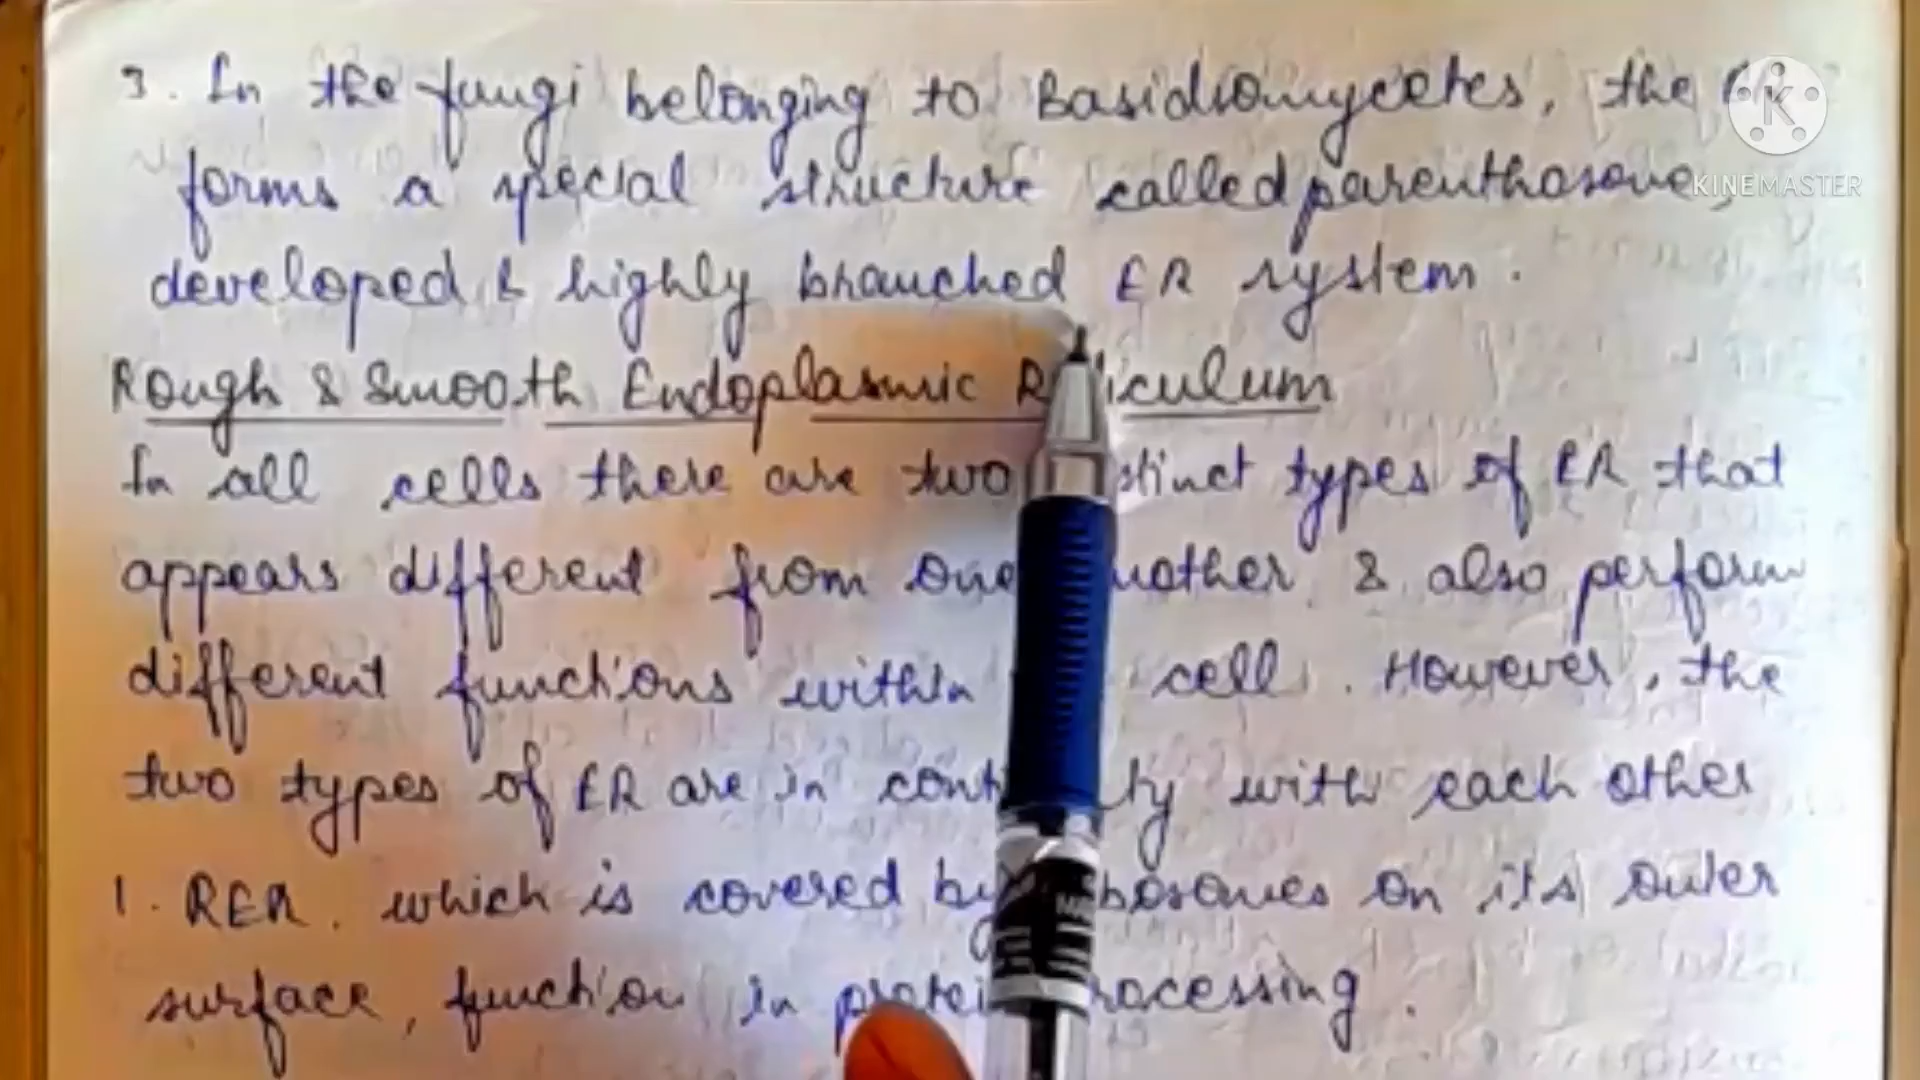 3. In the fungi belonging to Basidiomycetes, the
forms a special structure called parenthosome,
developed & highly branched ER system.
Rough & Smooth Endoplasmic
In all cells there are two types of ER that
appears different from one & also perform
different functions within cell. However, the
two types of ER are in with each other
1. RER. which is covered by on its outer
surface, function in
K
KINEMASTER